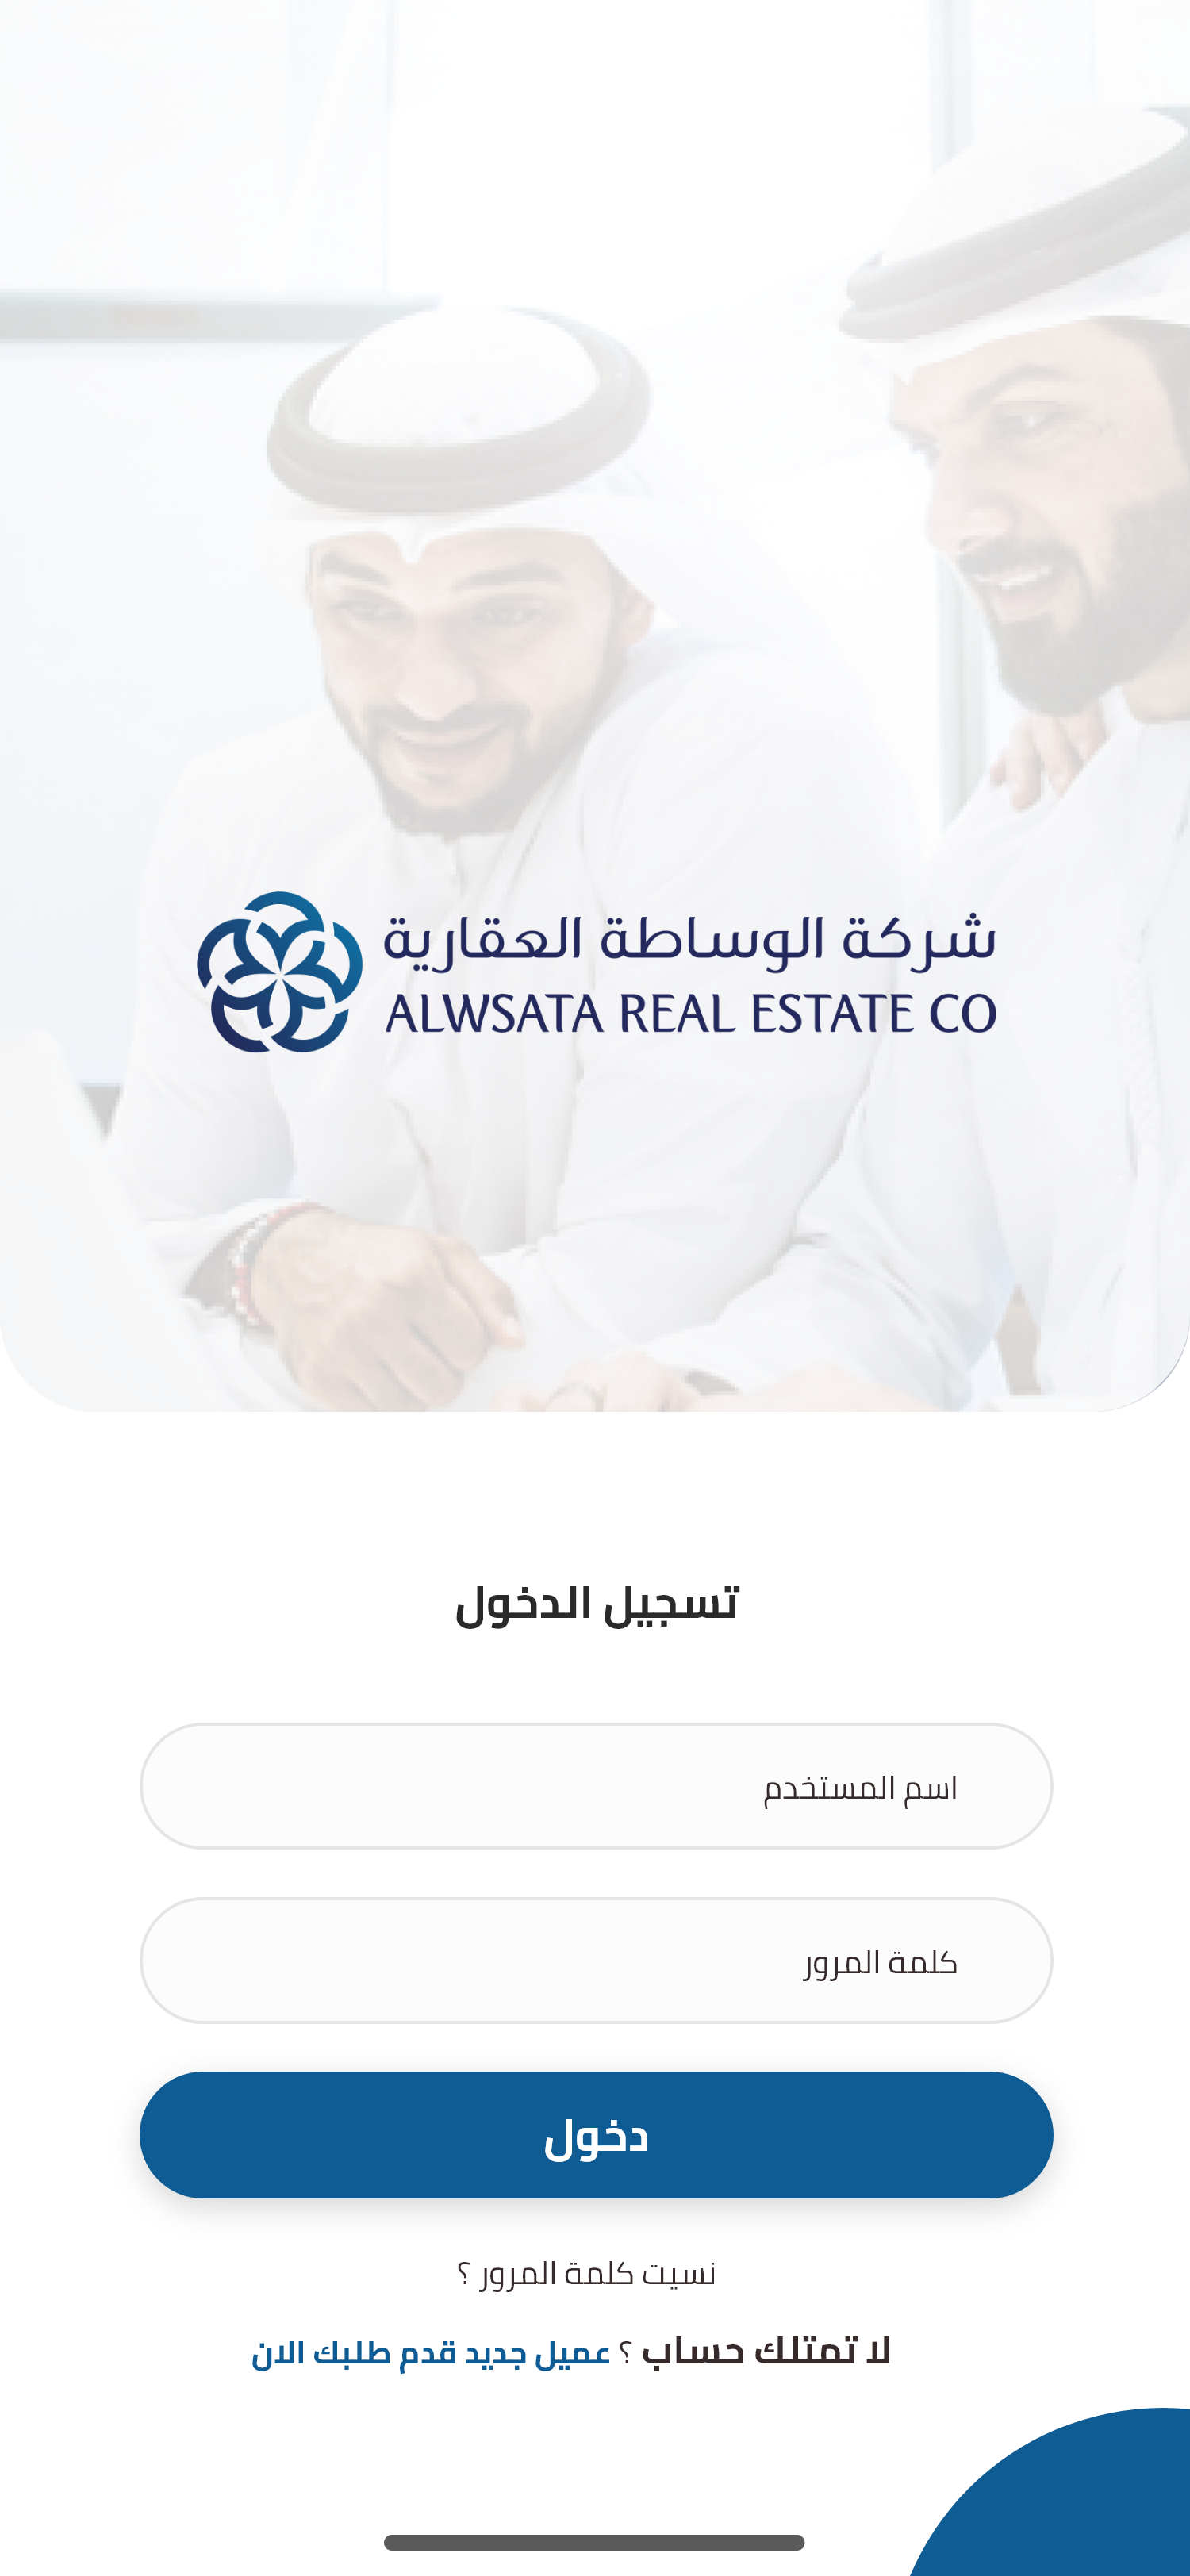 شركة الوساطة العقارية
ALWSATA REAL ESTATE CO
تسجيل الدخول
اسم المستخدم
كلمة المرور
دخول
نسيت كلمة المرور ؟
لا تمتلك حساب ؟ عميل جديد قدم طلبك الان